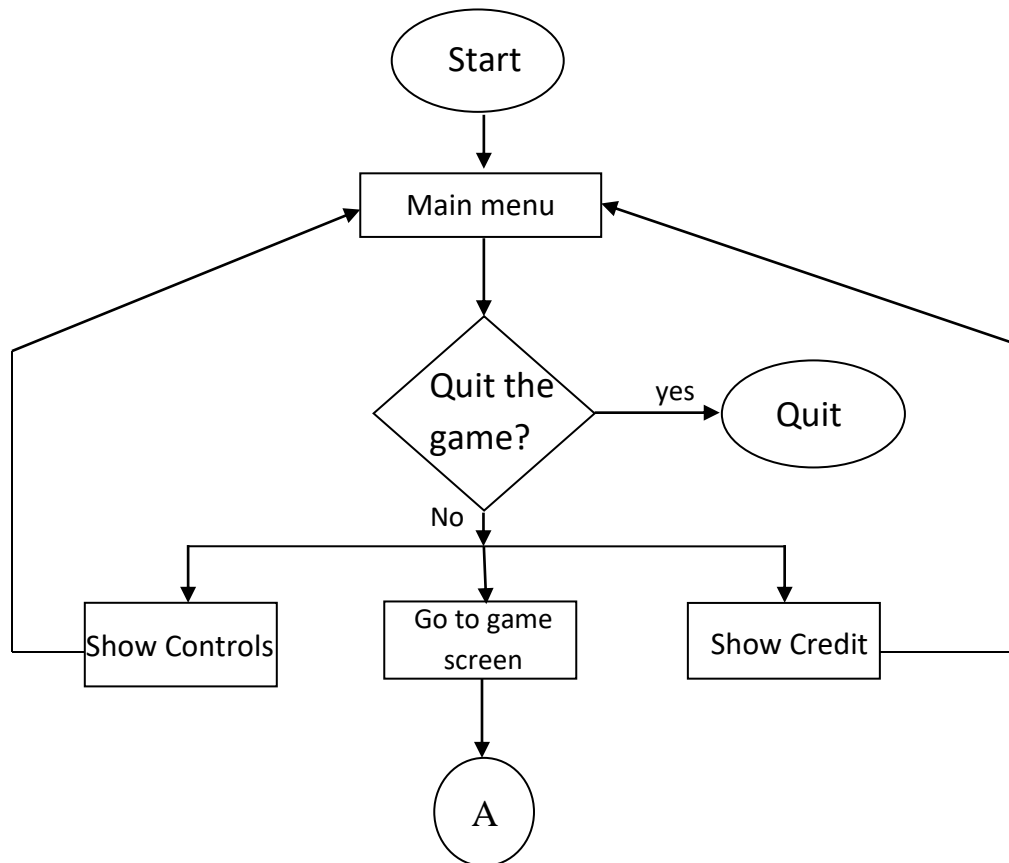 Start
Main menu
Quit the
game?
yes
Quit
No
Show Controls
Go to game
screen
Show Credit
A